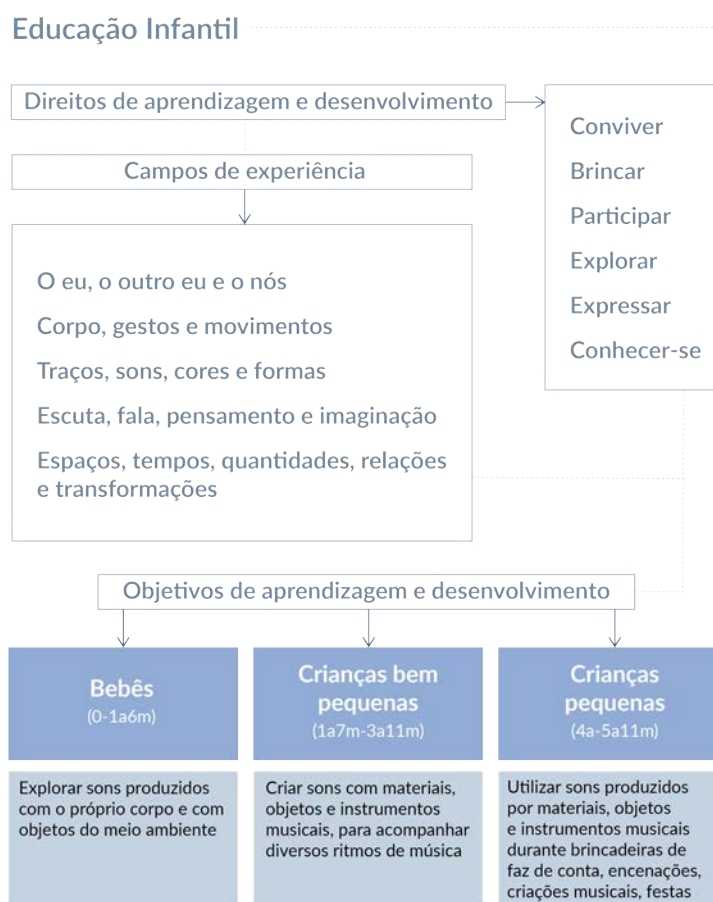 Educação Infantil
Direitos de aprendizagem e desenvolvimento
Conviver
Brincar
Participar
Explorar
Expressar
Conhecer-se
Campos de experiência
O eu, o outro eu e o nós
Corpo, gestos e movimentos
Traços, sons, cores e formas
Escuta, fala, pensamento e imaginação
Espaços, tempos, quantidades, relações
e transformações
Objetivos de aprendizagem e desenvolvimento
Bebês
(0-1a6m)
Explorar sons produzidos
com o próprio corpo e com
objetos do meio ambiente
Crianças bem
pequenas
(1a7m-3a11m)
Criar sons com materiais,
objetos e instrumentos
musicais, para acompanhar
diversos ritmos de música
Crianças
pequenas
(4a-5a11m)
Utilizar sons produzidos
por materiais, objetos
e instrumentos musicais
durante brincadeiras de
faz de conta, encenações,
criações musicais, festas